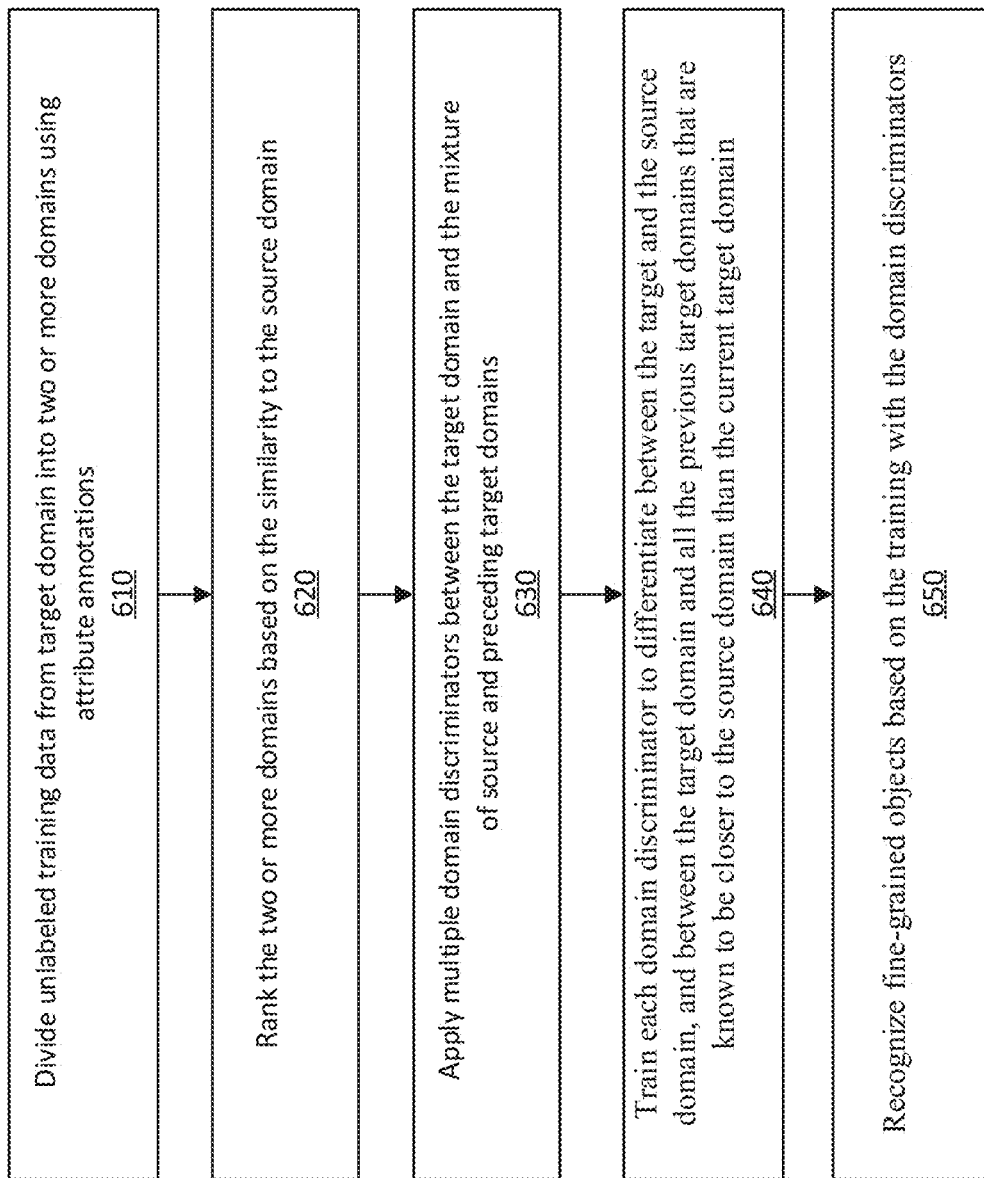 Divide unlabeled training data from target domain into two or more domains using
attribute annotations
610
Rank the two or more domains based on the similarity to the source domain
620
Apply multiple domain discriminators between the target domain and the mixture
of source and preceding target domains
630
Train each domain discriminator to differentiate between the target and the source
domain, and between the target domain and all the previous target domains that are
known to be closer to the source domain than the current target domain
640
Recognize fine-grained objects based on the training with the domain discriminators
650